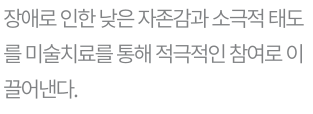 장애로 인한 낮은 자존감과 소극적 태도
를 미술치료를 통해 적극적인 참여로 이
끌어낸다.